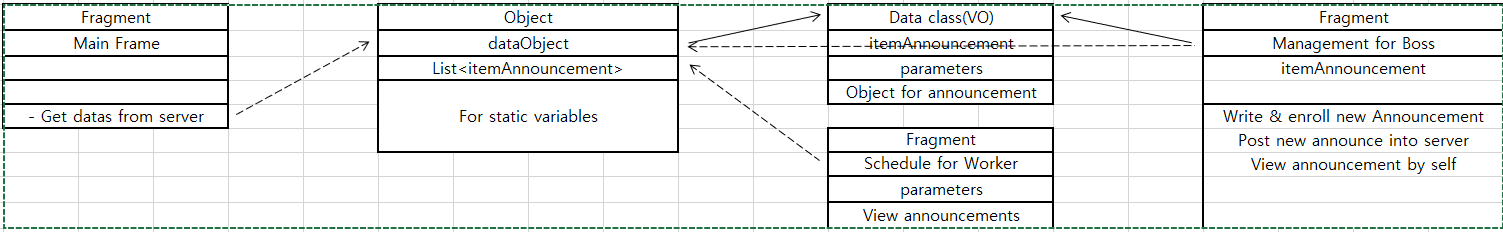 Fragment
Main Frame
- Get datas from server
Object
dataObject
List<itemAnnouncement>
For static variables
Data class(VO)
itemAnnouncement
parameters
Object for announcement
Fragment
Schedule for Worker
parameters
View announcements
Fragment
Management for Boss
itemAnnouncement
Write & enroll new Announcement
Post new announce into server
View announcement by self